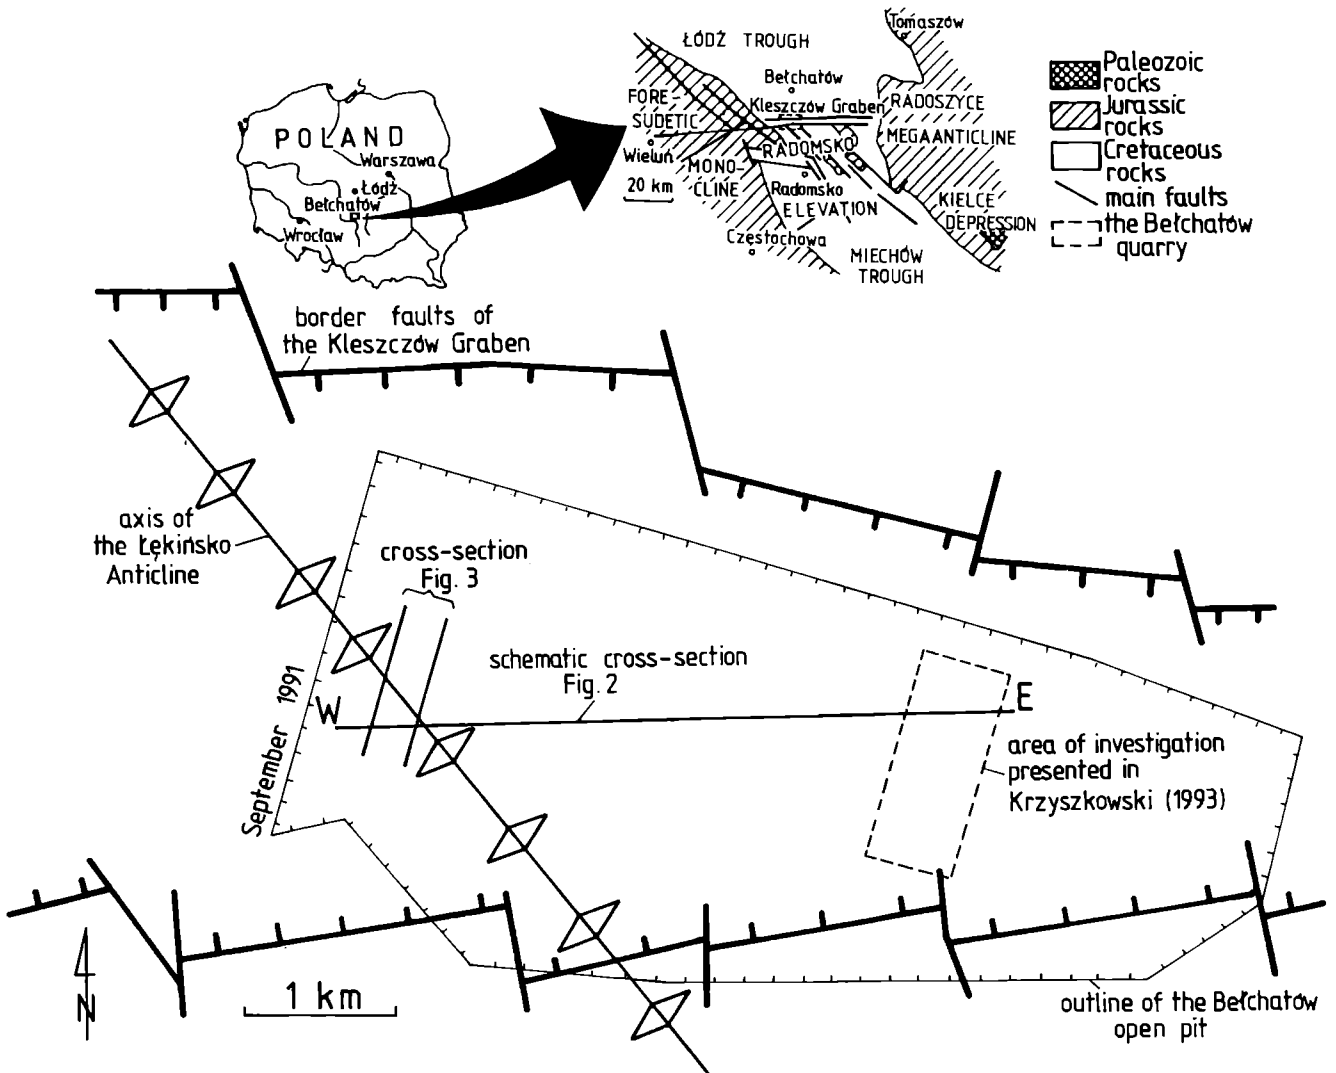 POLAND
Warszawa
Łódź
Bełchatów
Wrocław
ŁÓDŹ TROUGH
Tomaszów
Bełchatów
Kleszczów Graben
RADOSZYCE
MEGAANTICLINE
FORE-
SUDETIC
MONO-
CLINE
Wieluń
20 km
RADOMSKO
Radomsko
ELEVATION
KIELCE
DEPRESSION
Częstochowa
MIECHÓW
TROUGH
Paleozoic
rocks
Jurassic
rocks
Cretaceous
rocks
main faults
the Bełchatów
quarry
border faults of
the Kleszczów Graben
axis of
the Łękińsko
Anticline
cross-section
Fig. 3
schematic cross-section
Fig. 2
W
E
September 1991
area of investigation
presented in
Krzyszkowski (1993)
N
1 km
outline of the Bełchatów
open pit